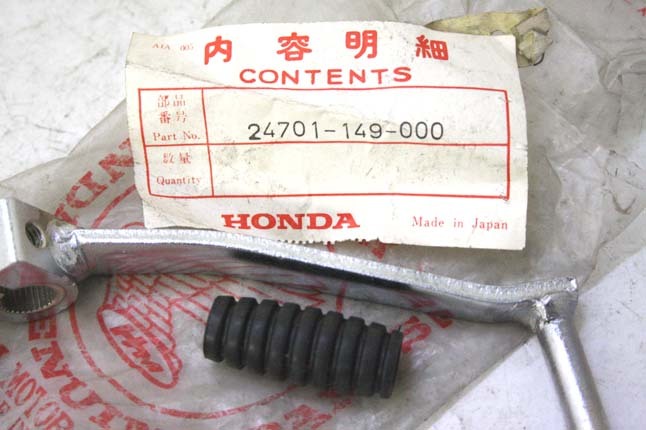 内容明細
CONTENTS
部品
番号
Part No.
24701-149-000
数量
Quantity
HONDA
Made in Japan